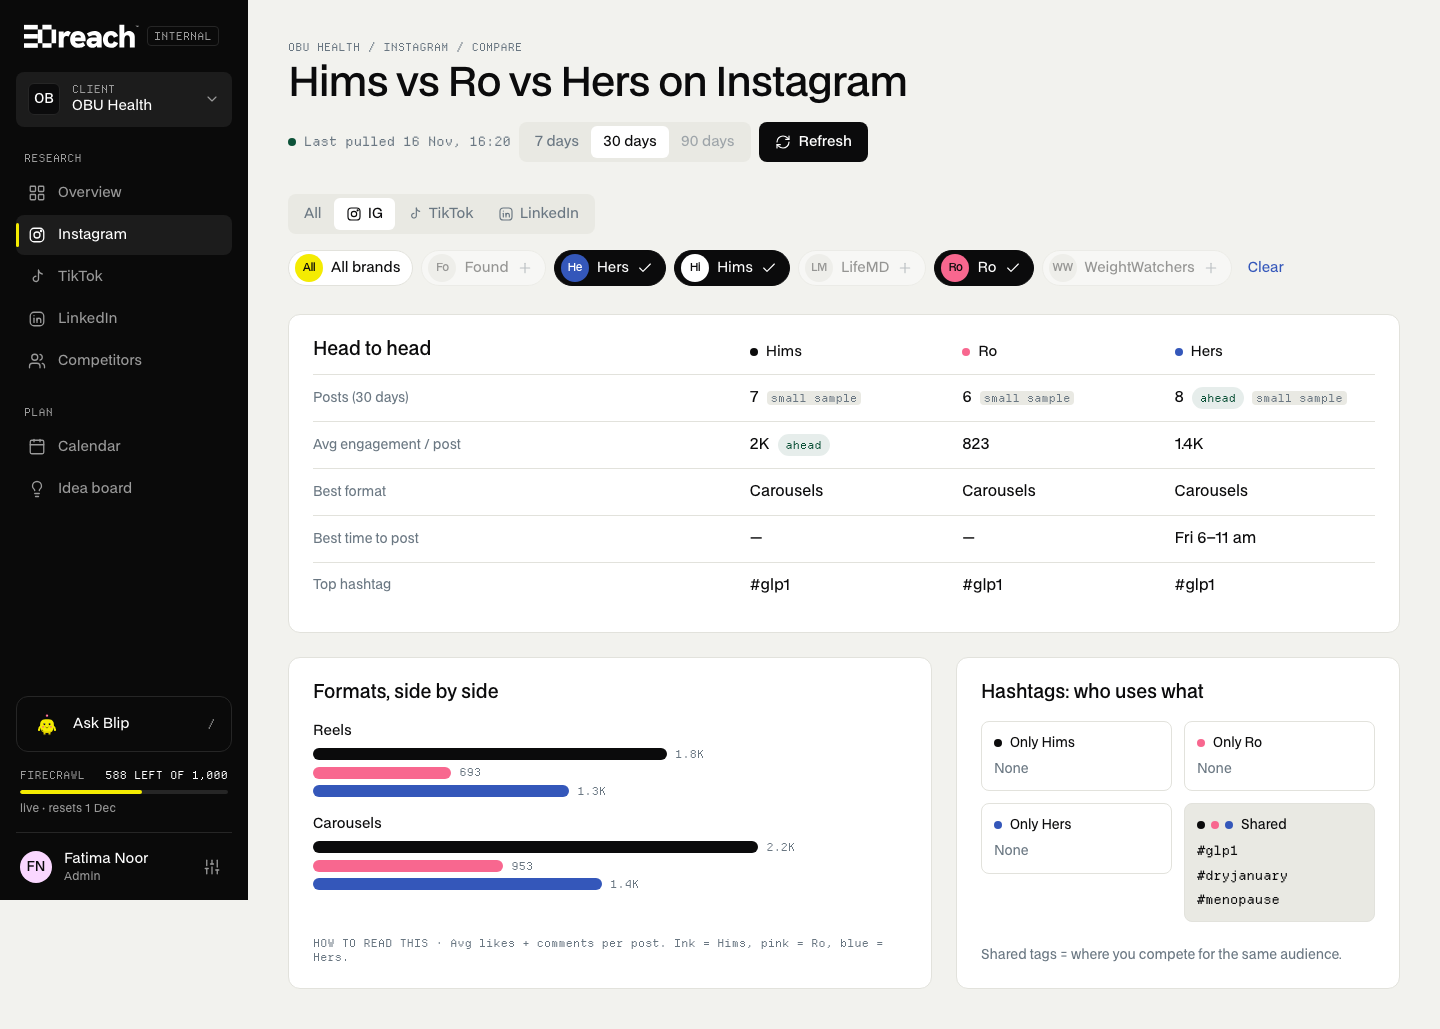 reach INTERNAL
OB CLIENT
OBU Health
RESEARCH
Overview
Instagram
TikTok
LinkedIn
Competitors
PLAN
Calendar
Idea board
Ask Blip /
FIRECRAWL 588 LEFT OF 1,000
live · resets 1 Dec
FN Fatima Noor
Admin
OBU HEALTH / INSTAGRAM / COMPARE
Hims vs Ro vs Hers on Instagram
Last pulled 16 Nov, 16:20 7 days 30 days 90 days Refresh
All IG TikTok LinkedIn
All All brands Fo Found He Hers HI Hims LM LifeMD Ro Ro WW WeightWatchers Clear
Head to head Hims Ro Hers
Posts (30 days) 7 small sample 6 small sample 8 ahead small sample
Avg engagement / post 2K ahead 823 1.4K
Best format Carousels Carousels Carousels
Best time to post — — Fri 6–11 am
Top hashtag #glp1 #glp1 #glp1
Formats, side by side
Reels
1.8K
693
1.3K
Carousels
2.2K
953
1.4K
HOW TO READ THIS · Avg likes + comments per post. Ink = Hims, pink = Ro, blue =
Hers.
Hashtags: who uses what
Only Hims
None
Only Ro
None
Only Hers
None
Shared
#glp1
#dryjanuary
#menopause
Shared tags = where you compete for the same audience.